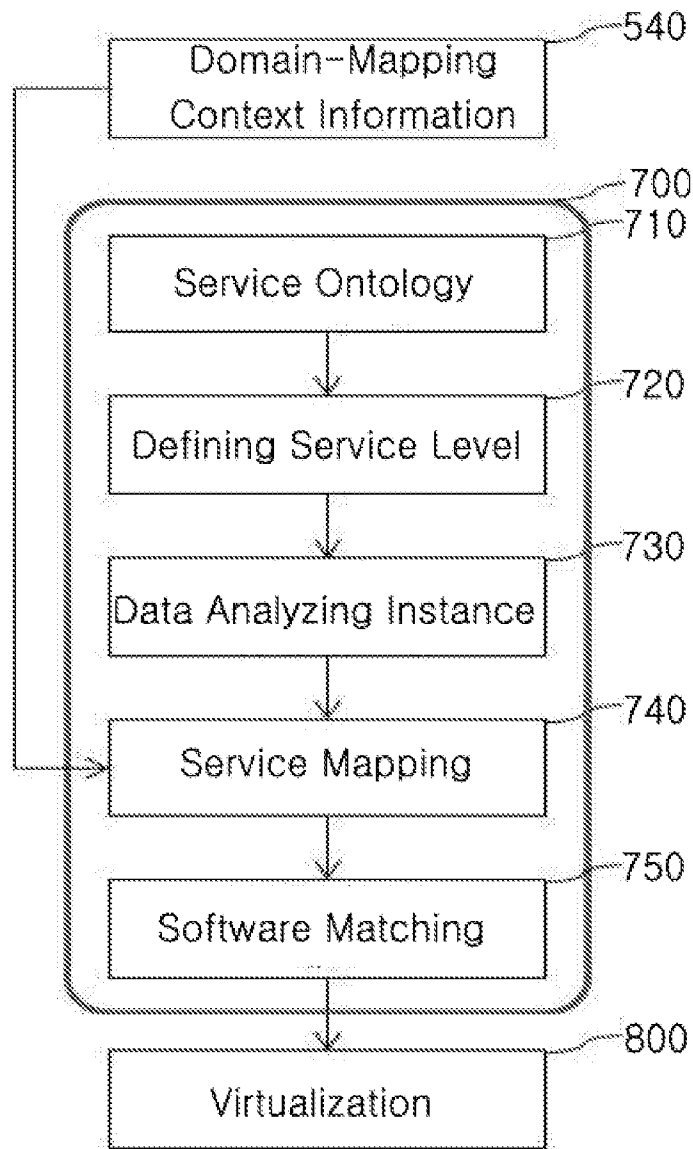 540
Domain-Mapping
Context Information
700
710
Service Ontology
720
Defining Service Level
730
Data Analyzing Instance
740
Service Mapping
750
Software Matching
800
Virtualization